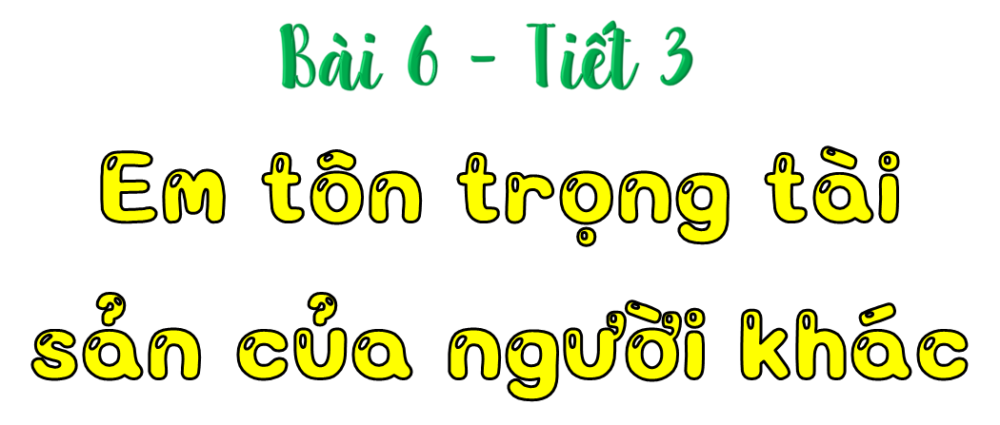 Bài 6 - Tiết 3
Em tôn trọng tài
sản của người khác